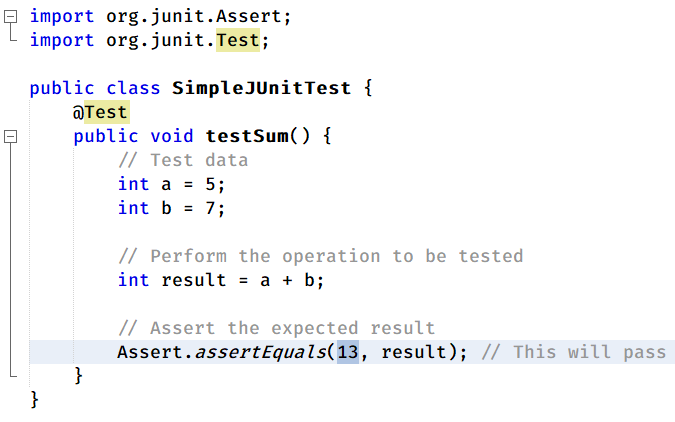 import org.junit.Assert;
import org.junit.Test;
public class SimpleJUnitTest {
@Test
public void testSum() {
// Test data
int a = 5;
int b = 7;
// Perform the operation to be tested
int result = a + b;
// Assert the expected result
Assert.assertEquals(13, result); // This will pass
}
}